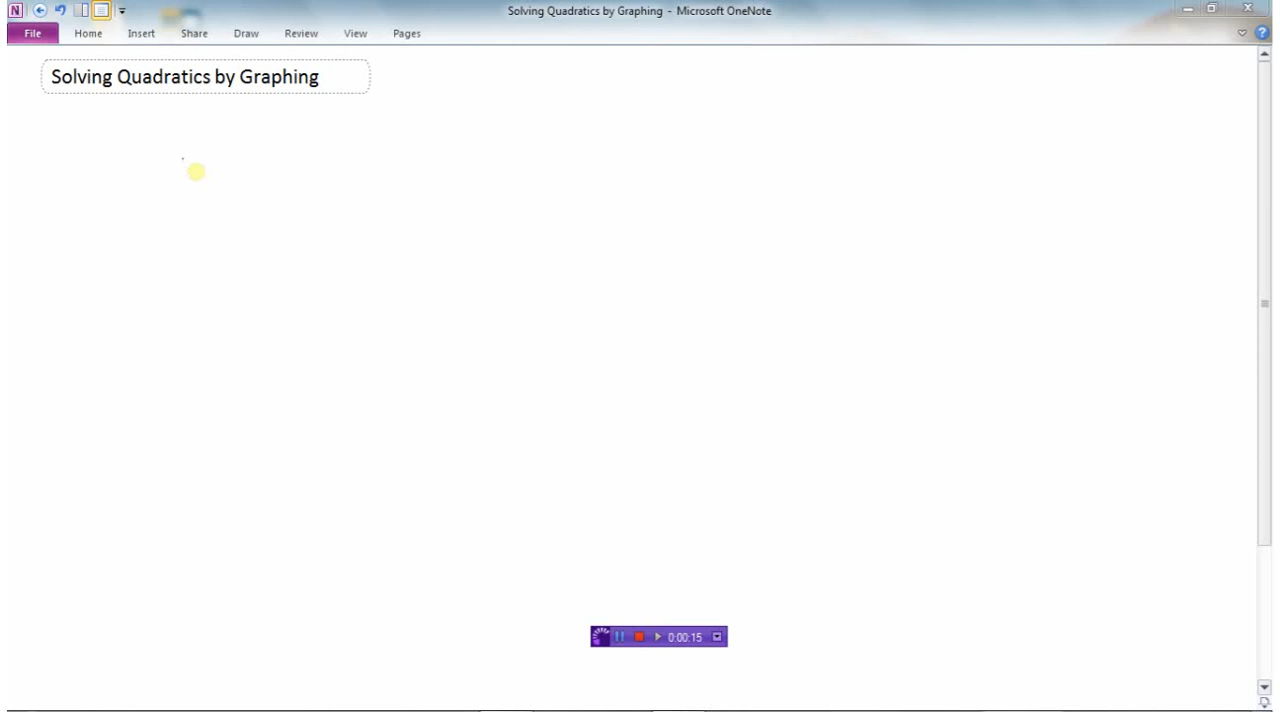 Solving Quadratics by Graphing - Microsoft OneNote
File Home Insert Share Draw Review View Pages
Solving Quadratics by Graphing
0:00:15